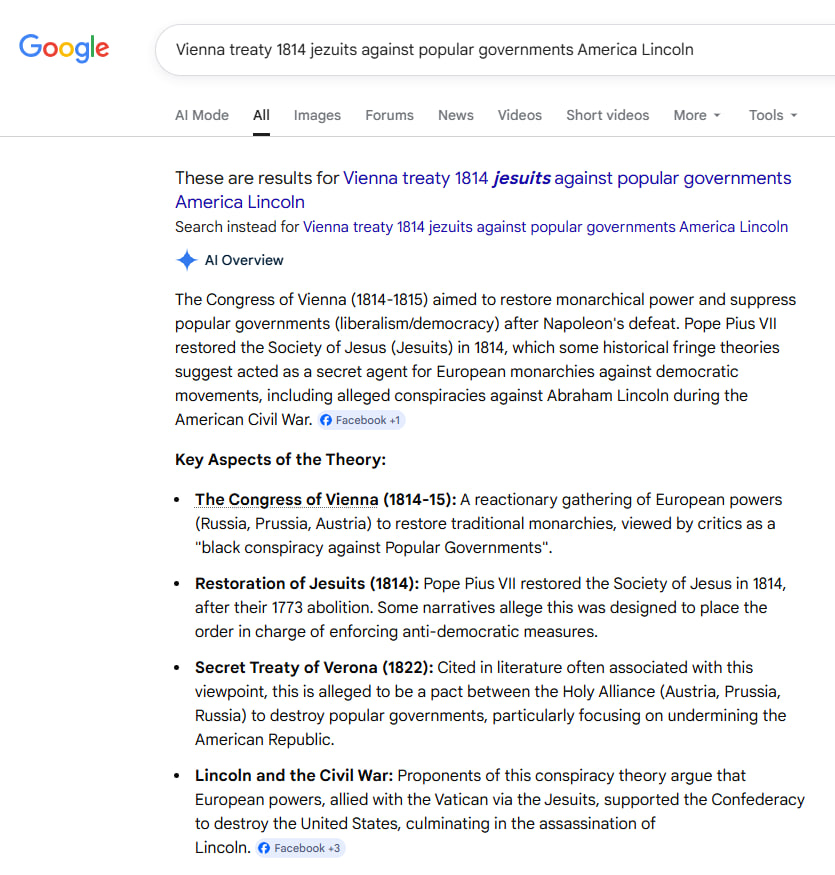 Google
Vienna treaty 1814 jezuits against popular governments America Lincoln
AI Mode All Images Forums News Videos Short videos More Tools
These are results for Vienna treaty 1814 jesuits against popular governments
America Lincoln
Search instead for Vienna treaty 1814 jezuits against popular governments America Lincoln
AI Overview
The Congress of Vienna (1814-1815) aimed to restore monarchical power and suppress
popular governments (liberalism/democracy) after Napoleon's defeat. Pope Pius VII
restored the Society of Jesus (Jesuits) in 1814, which some historical fringe theories
suggest acted as a secret agent for European monarchies against democratic
movements, including alleged conspiracies against Abraham Lincoln during the
American Civil War. Facebook +1
Key Aspects of the Theory:
• The Congress of Vienna (1814-15): A reactionary gathering of European powers
(Russia, Prussia, Austria) to restore traditional monarchies, viewed by critics as a
"black conspiracy against Popular Governments".
• Restoration of Jesuits (1814): Pope Pius VII restored the Society of Jesus in 1814,
after their 1773 abolition. Some narratives allege this was designed to place the
order in charge of enforcing anti-democratic measures.
• Secret Treaty of Verona (1822): Cited in literature often associated with this
viewpoint, this is alleged to be a pact between the Holy Alliance (Austria, Prussia,
Russia) to destroy popular governments, particularly focusing on undermining the
American Republic.
• Lincoln and the Civil War: Proponents of this conspiracy theory argue that
European powers, allied with the Vatican via the Jesuits, supported the Confederacy
to destroy the United States, culminating in the assassination of
Lincoln. Facebook +3